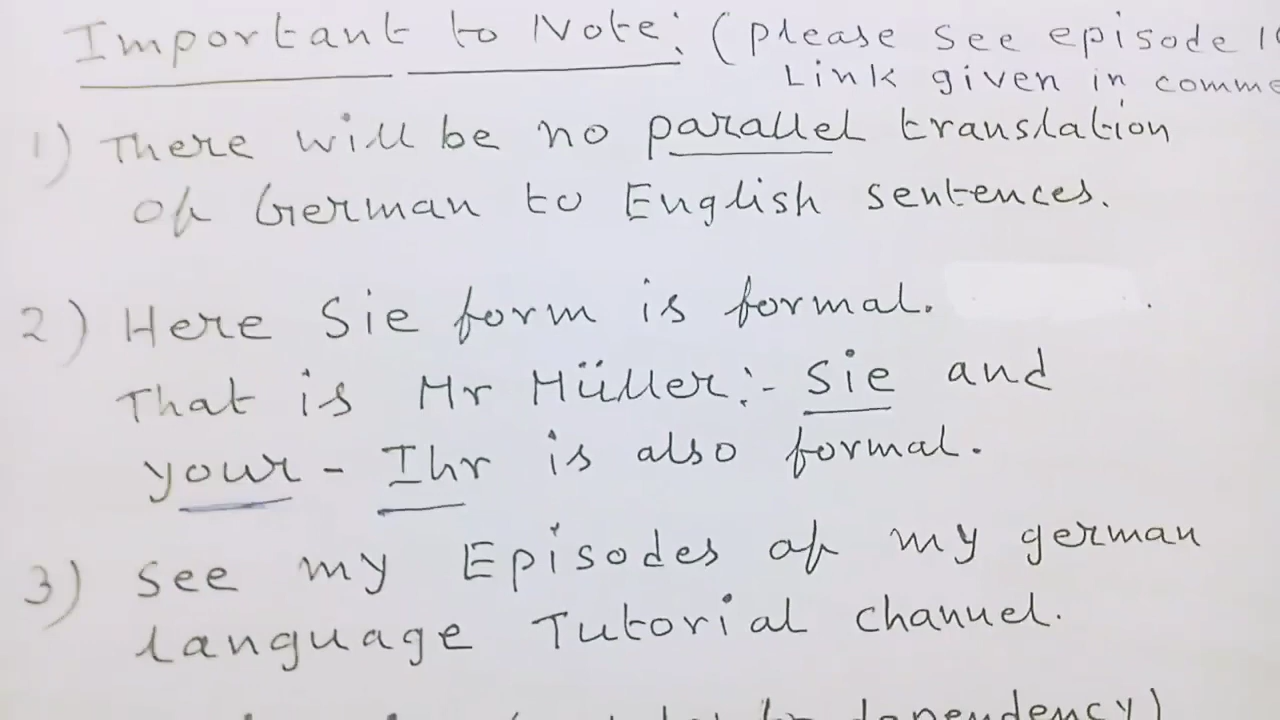 Important to Note: (please see episode
Link given in
1) There will be no parallel translation
of German to English sentences.
2) Here Sie form is formal.
That is Mr Müller:- Sie and
your - Ihr is also formal.
3) See my Episodes of my german
language Tutorial channel.
dependency)